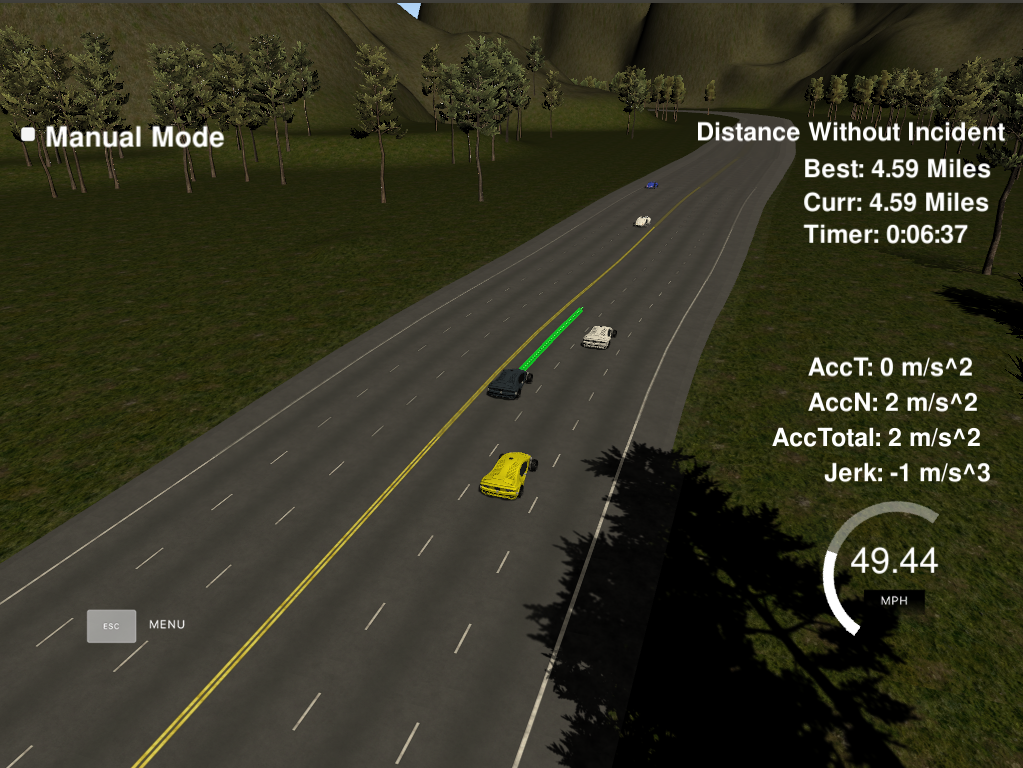 Manual Mode
Distance Without Incident
Best: 4.59 Miles
Curr: 4.59 Miles
Timer: 0:06:37
AccT: 0 m/s^2
AccN: 2 m/s^2
AccTotal: 2 m/s^2
Jerk: -1 m/s^3
49.44
MPH
ESC MENU